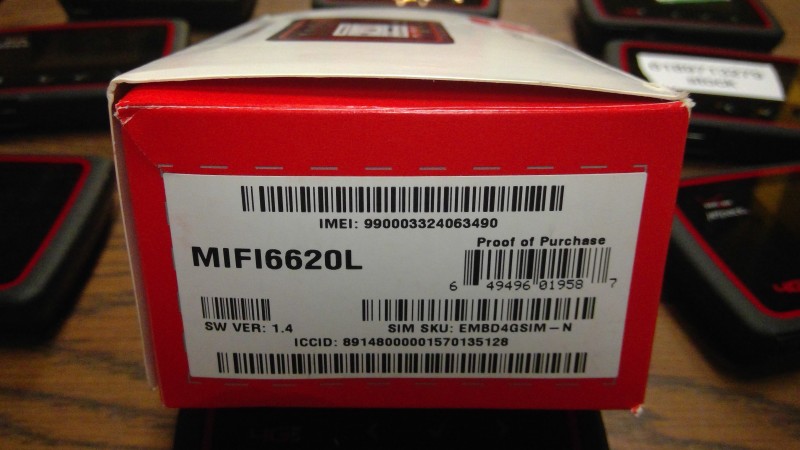 IMEI: 990003324063490
MIFI6620L
Proof of Purchase
6 49496 01958 7
SW VER: 1.4
SIM SKU: EMBD4GSIM-N
ICCID: 89148000001570135128